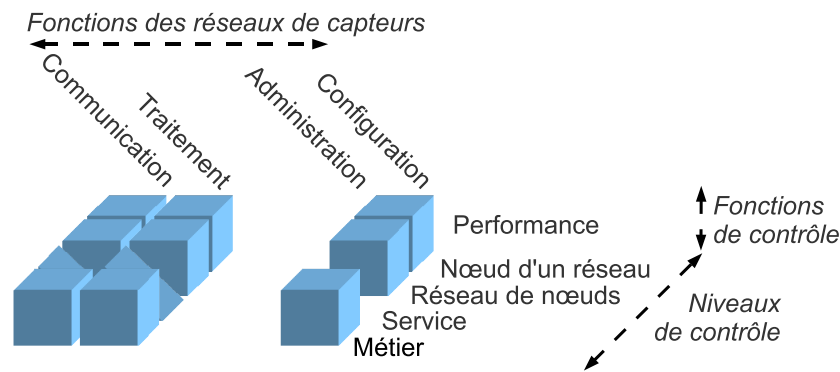 Fonctions des réseaux de capteurs
Communication
Traitement
Administration
Configuration
Performance
Fonctions
de contrôle
Nœud d'un réseau
Réseau de nœuds
Service
Métier
Niveaux
de contrôle